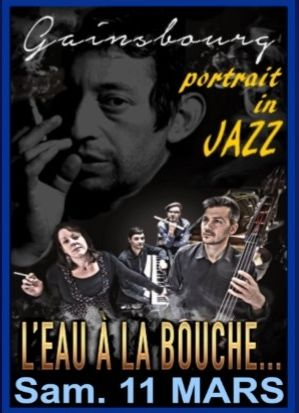 Gainsbourg
portrait
in
JAZZ
L'EAU À LA BOUCHE...
Sam. 11 MARS